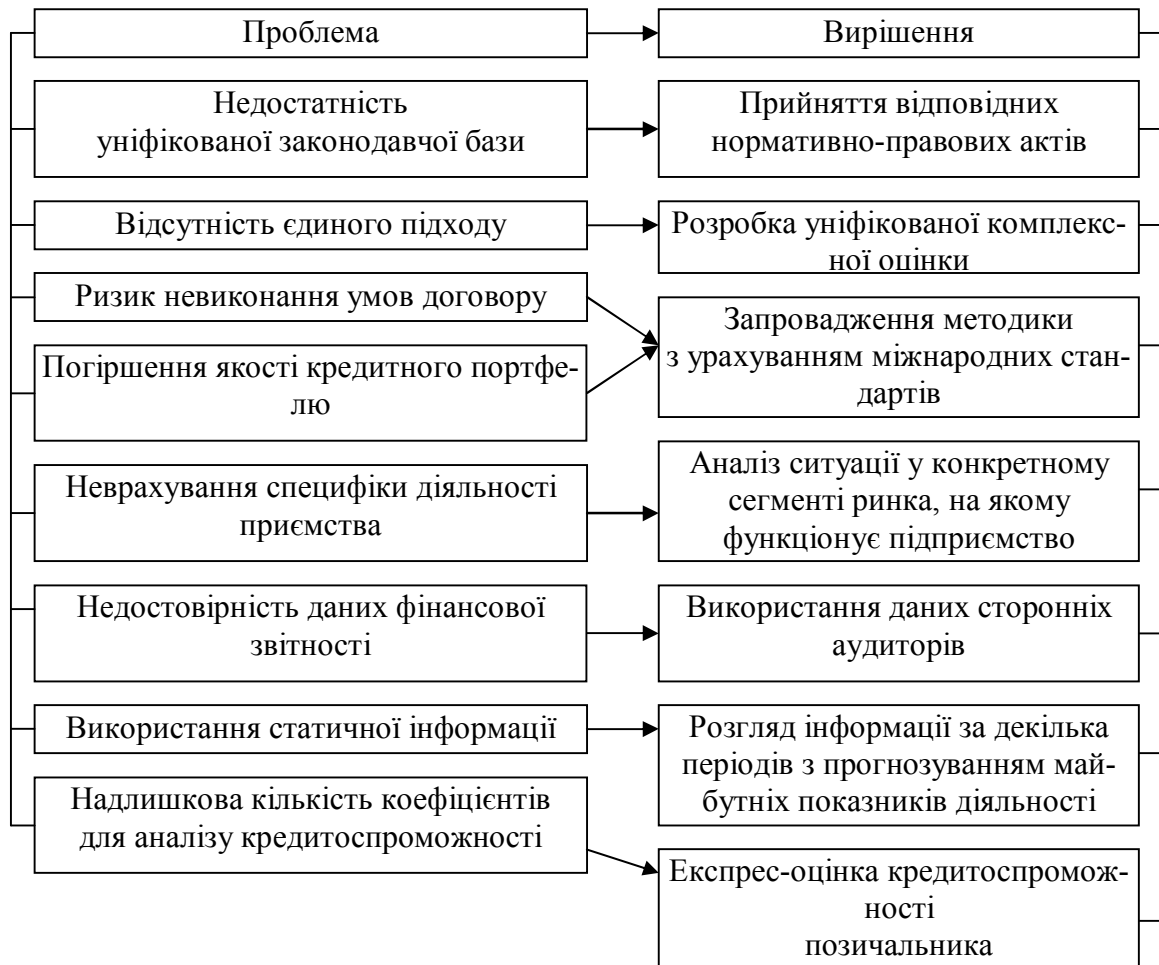 Проблема
Вирішення
Недостатність
уніфікованої законодавчої бази
Прийняття відповідних
нормативно-правових актів
Відсутність єдиного підходу
Розробка уніфікованої комплекс-
ної оцінки
Ризик невиконання умов договору
Погіршення якості кредитного портфе-
лю
Запровадження методики
з урахуванням міжнародних стан-
дартів
Неврахування специфіки діяльності
приємства
Аналіз ситуації у конкретному
сегменті ринка, на якому
функціонує підприємство
Недостовірність даних фінансової
звітності
Використання даних сторонніх
аудиторів
Використання статичної інформації
Розгляд інформації за декілька
періодів з прогнозуванням май-
бутніх показників діяльності
Надлишкова кількість коефіцієнтів
для аналізу кредитоспроможності
Експрес-оцінка кредитоспромож-
ності
позичальника